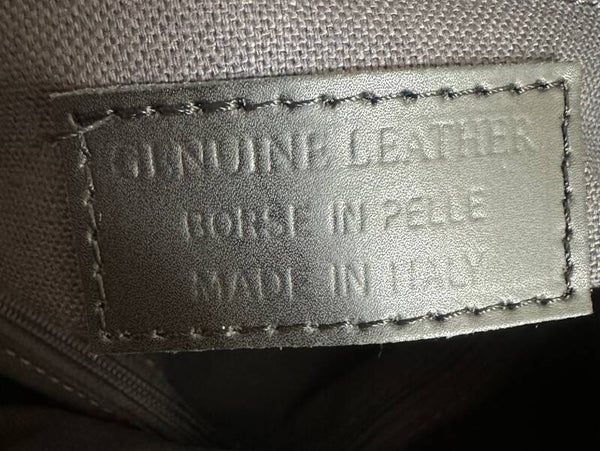 GENUINE LEATHER
BORSE IN PELLE
MADE IN ITALY